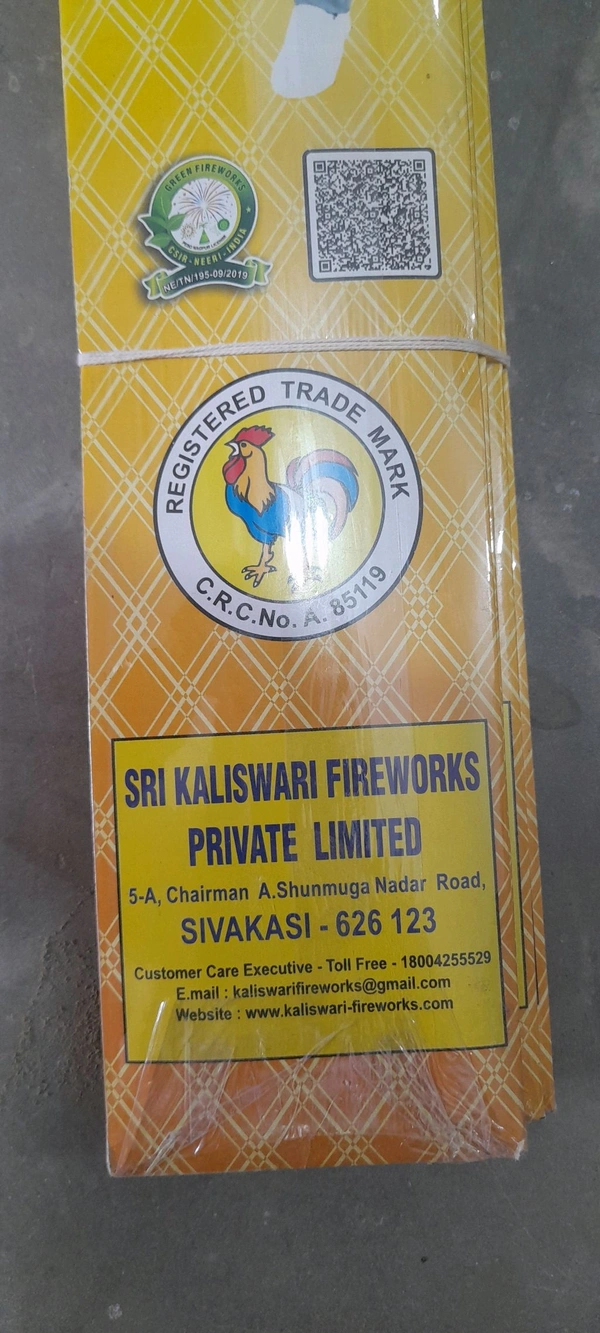 GREEN FIREWORKS
CSIR - NEERI - INDIA
NE/TN/195-09/2019
REGISTERED TRADE MARK
C.R.C.No. A. 85119
SRI KALISWARI FIREWORKS
PRIVATE LIMITED
5-A, Chairman A.Shunmuga Nadar Road,
SIVAKASI - 626 123
Customer Care Executive - Toll Free - 18004255529
E.mail : kaliswarifireworks@gmail.com
Website : www.kaliswari-fireworks.com